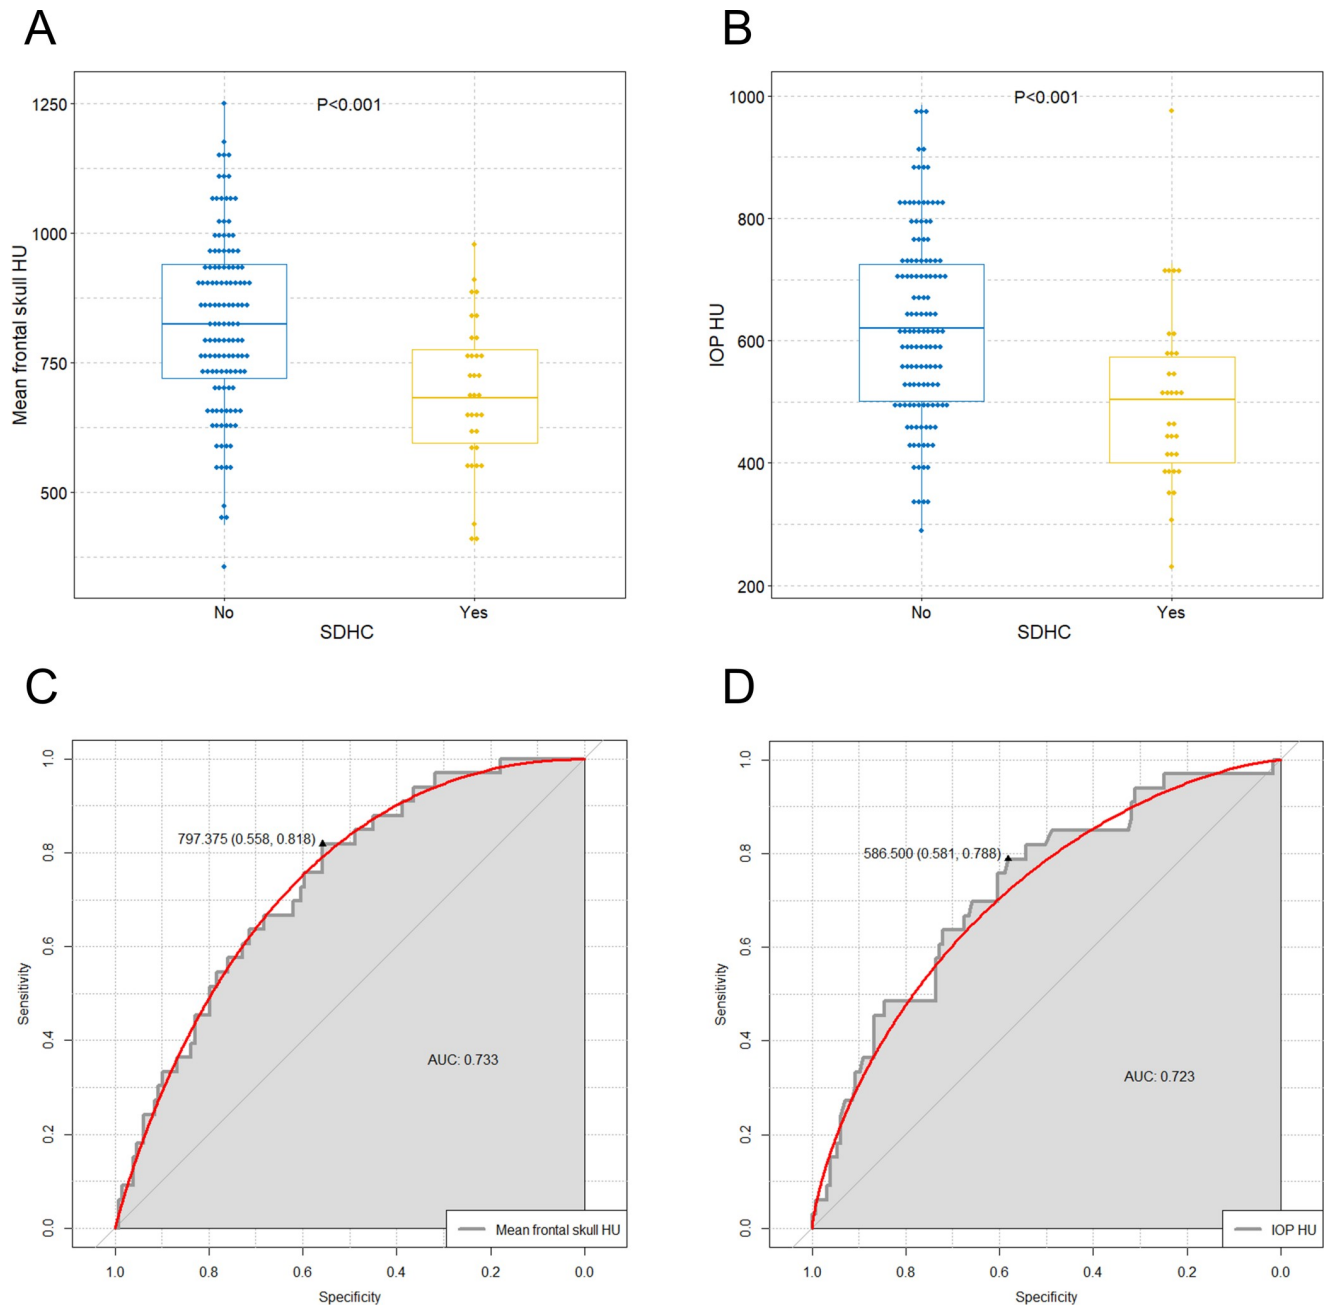 A
Mean frontal skull HU
1250
1000
750
500
P<0.001
No
Yes
SDHC
B
IOP HU
1000
800
600
400
200
P<0.001
No
Yes
SDHC
C
Sensitivity
1.0
0.8
0.6
0.4
0.2
0.0
797.375 (0.558, 0.818)
AUC: 0.733
Mean frontal skull HU
1.0
0.8
0.6
0.4
0.2
0.0
Specificity
D
Sensitivity
1.0
0.8
0.6
0.4
0.2
0.0
586.500 (0.581, 0.788)
AUC: 0.723
IOP HU
1.0
0.8
0.6
0.4
0.2
0.0
Specificity